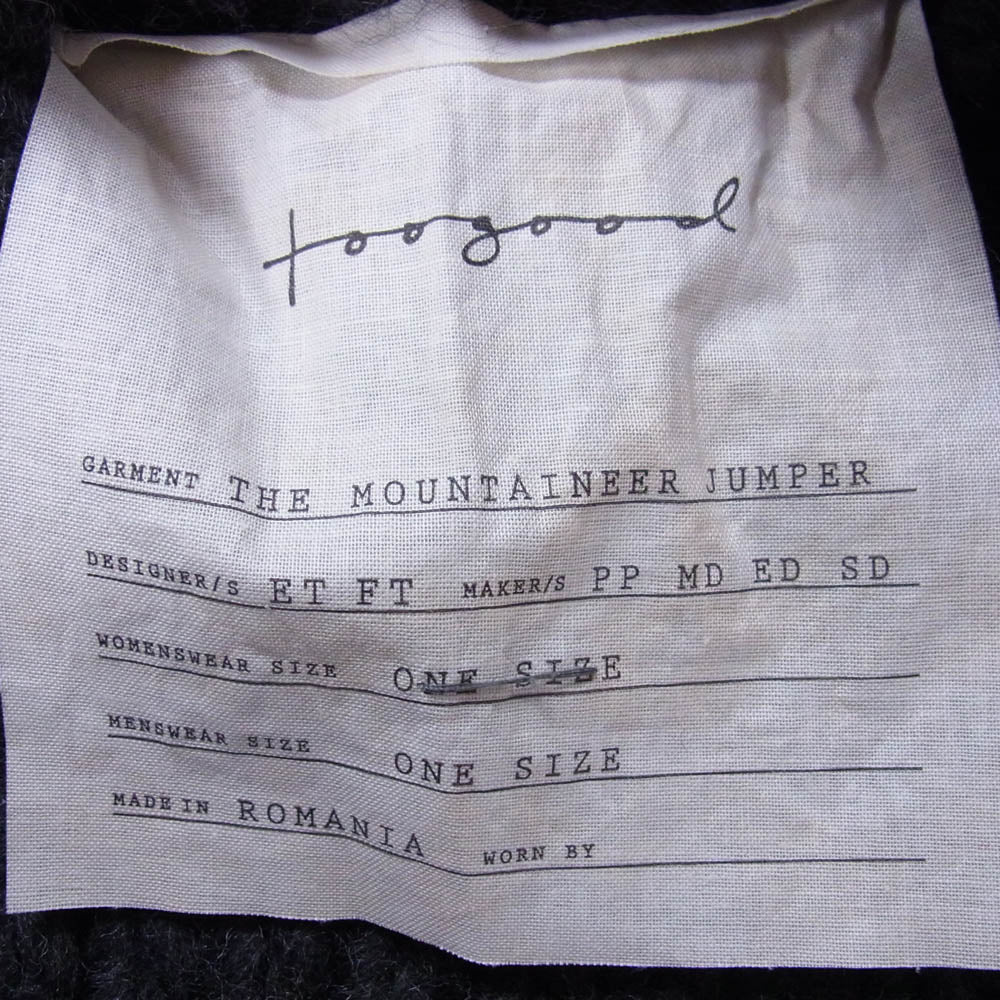 toogood
GARMENT THE MOUNTAINEER JUMPER
DESIGNER/S ET FT MAKER/S PP MD ED SD
WOMENSWEAR SIZE ONE SIZE
MENSWEAR SIZE ONE SIZE
MADE IN ROMANIA WORN BY